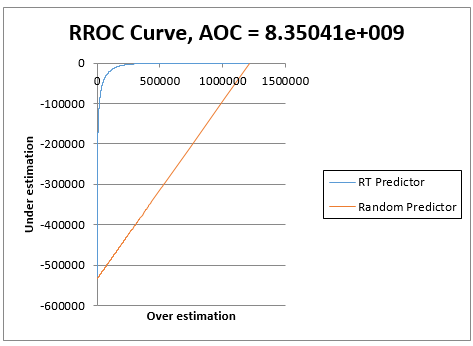 RROC Curve, AOC = 8.35041e+009
0
0 500000 1000000 1500000
-100000
-200000
-300000
-400000
-500000
-600000
Under estimation
Over estimation
RT Predictor
Random Predictor